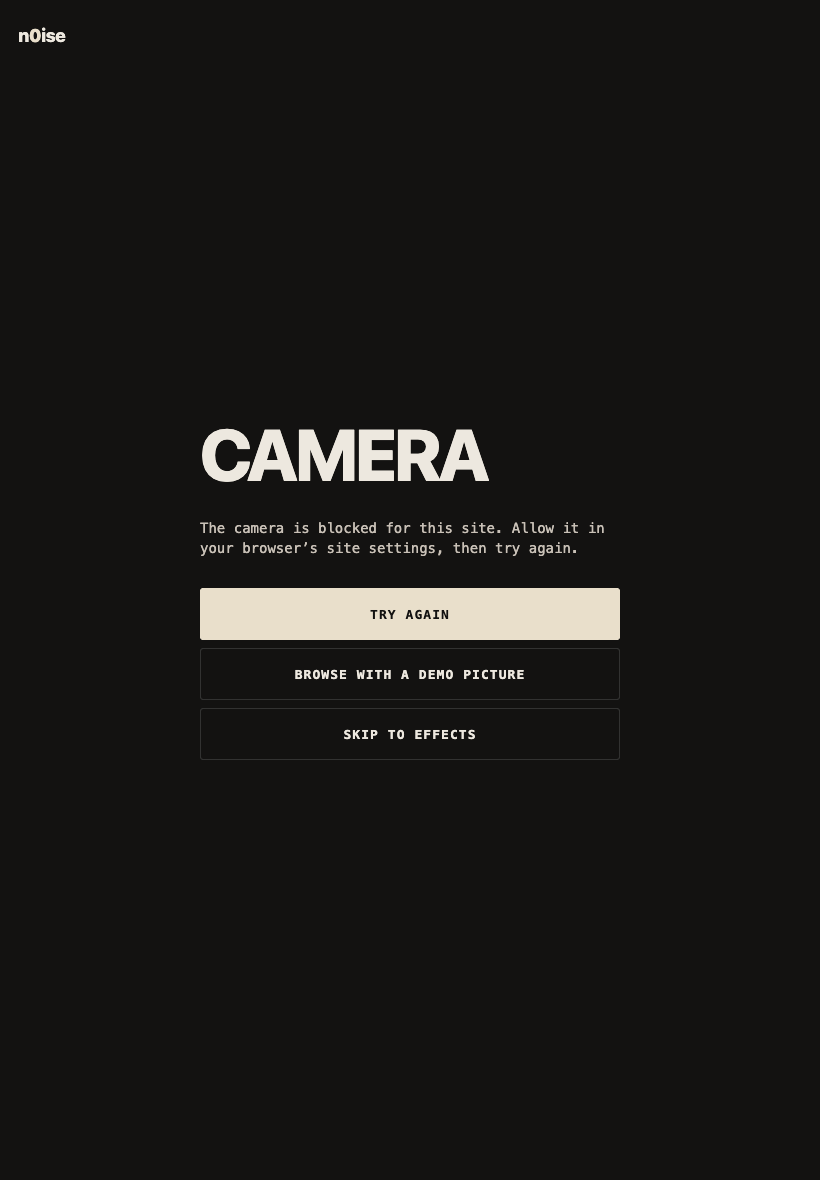 n0ise
CAMERA
The camera is blocked for this site. Allow it in
your browser’s site settings, then try again.
TRY AGAIN
BROWSE WITH A DEMO PICTURE
SKIP TO EFFECTS